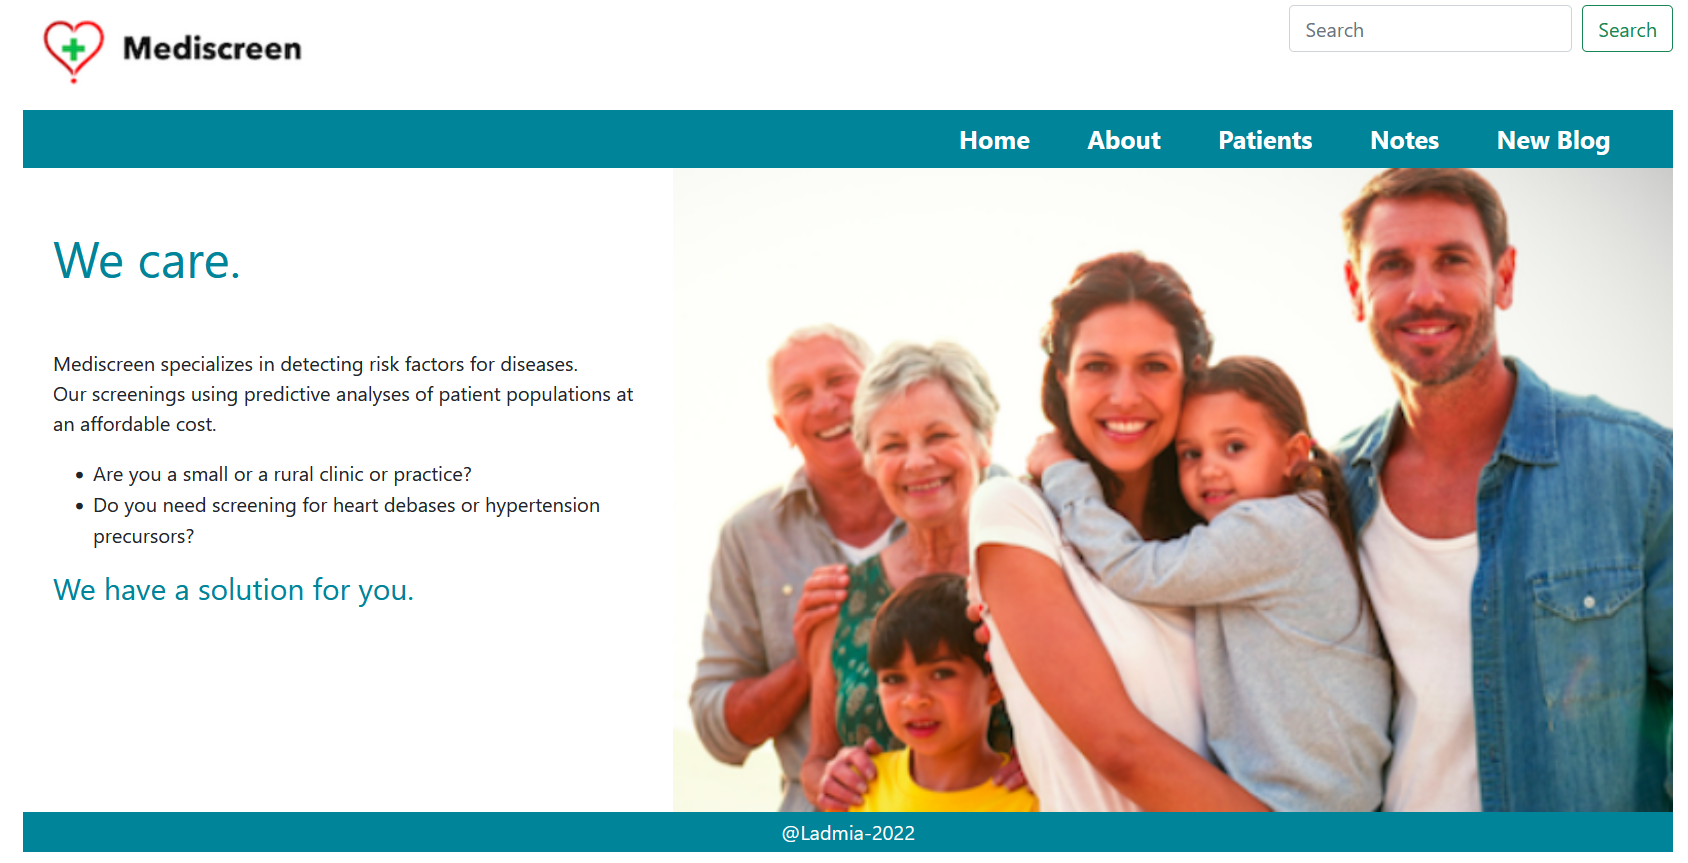 Mediscreen
Search
Search
Home About Patients Notes New Blog
We care.
Mediscreen specializes in detecting risk factors for diseases.
Our screenings using predictive analyses of patient populations at
an affordable cost.
• Are you a small or a rural clinic or practice?
• Do you need screening for heart debases or hypertension
precursors?
We have a solution for you.
@Ladmia-2022